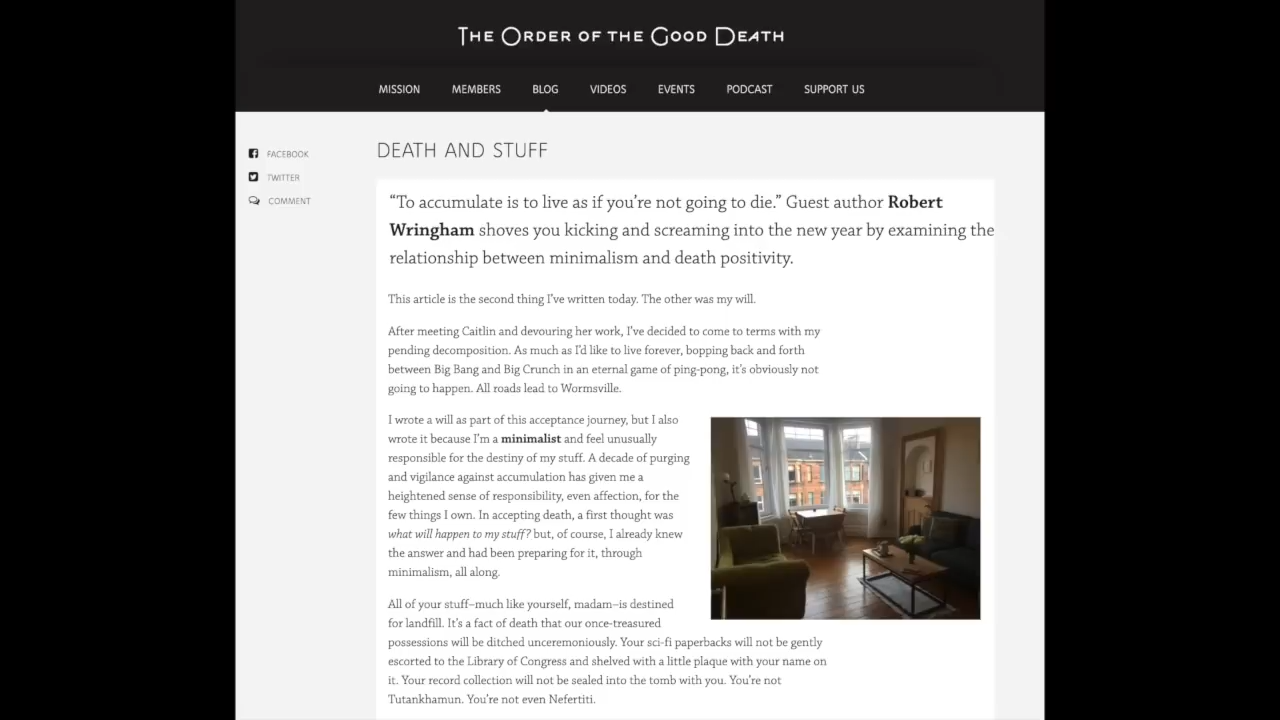 THE ORDER OF THE GOOD DEATH
MISSION MEMBERS BLOG VIDEOS EVENTS PODCAST SUPPORT US
FACEBOOK
TWITTER
COMMENT
DEATH AND STUFF
“To accumulate is to live as if you’re not going to die.” Guest author Robert
Wringham shoves you kicking and screaming into the new year by examining the
relationship between minimalism and death positivity.
This article is the second thing I’ve written today. The other was my will.
After meeting Caitlin and devouring her work, I’ve decided to come to terms with my
pending decomposition. As much as I’d like to live forever, bopping back and forth
between Big Bang and Big Crunch in an eternal game of ping-pong, it’s obviously not
going to happen. All roads lead to Wormsville.
I wrote a will as part of this acceptance journey, but I also
wrote it because I’m a minimalist and feel unusually
responsible for the destiny of my stuff. A decade of purging
and vigilance against accumulation has given me a
heightened sense of responsibility, even affection, for the
few things I own. In accepting death, a first thought was
what will happen to my stuff? but, of course, I already knew
the answer and had been preparing for it, through
minimalism, all along.
All of your stuff–much like yourself, madam–is destined
for landfill. It’s a fact of death that our once-treasured
possessions will be ditched unceremoniously. Your sci-fi paperbacks will not be gently
escorted to the Library of Congress and shelved with a little plaque with your name on
it. Your record collection will not be sealed into the tomb with you. You’re not
Tutankhamun. You’re not even Nefertiti.